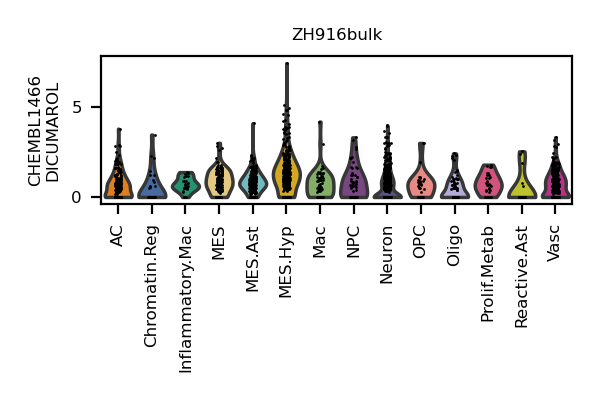 ZH916bulk
CHEMBL1466
DICUMAROL
5
0
AC
Chromatin.Reg
Inflammatory.Mac
MES
MES.Ast
MES.Hyp
Mac
NPC
Neuron
OPC
Oligo
Prolif.Metab
Reactive.Ast
Vasc